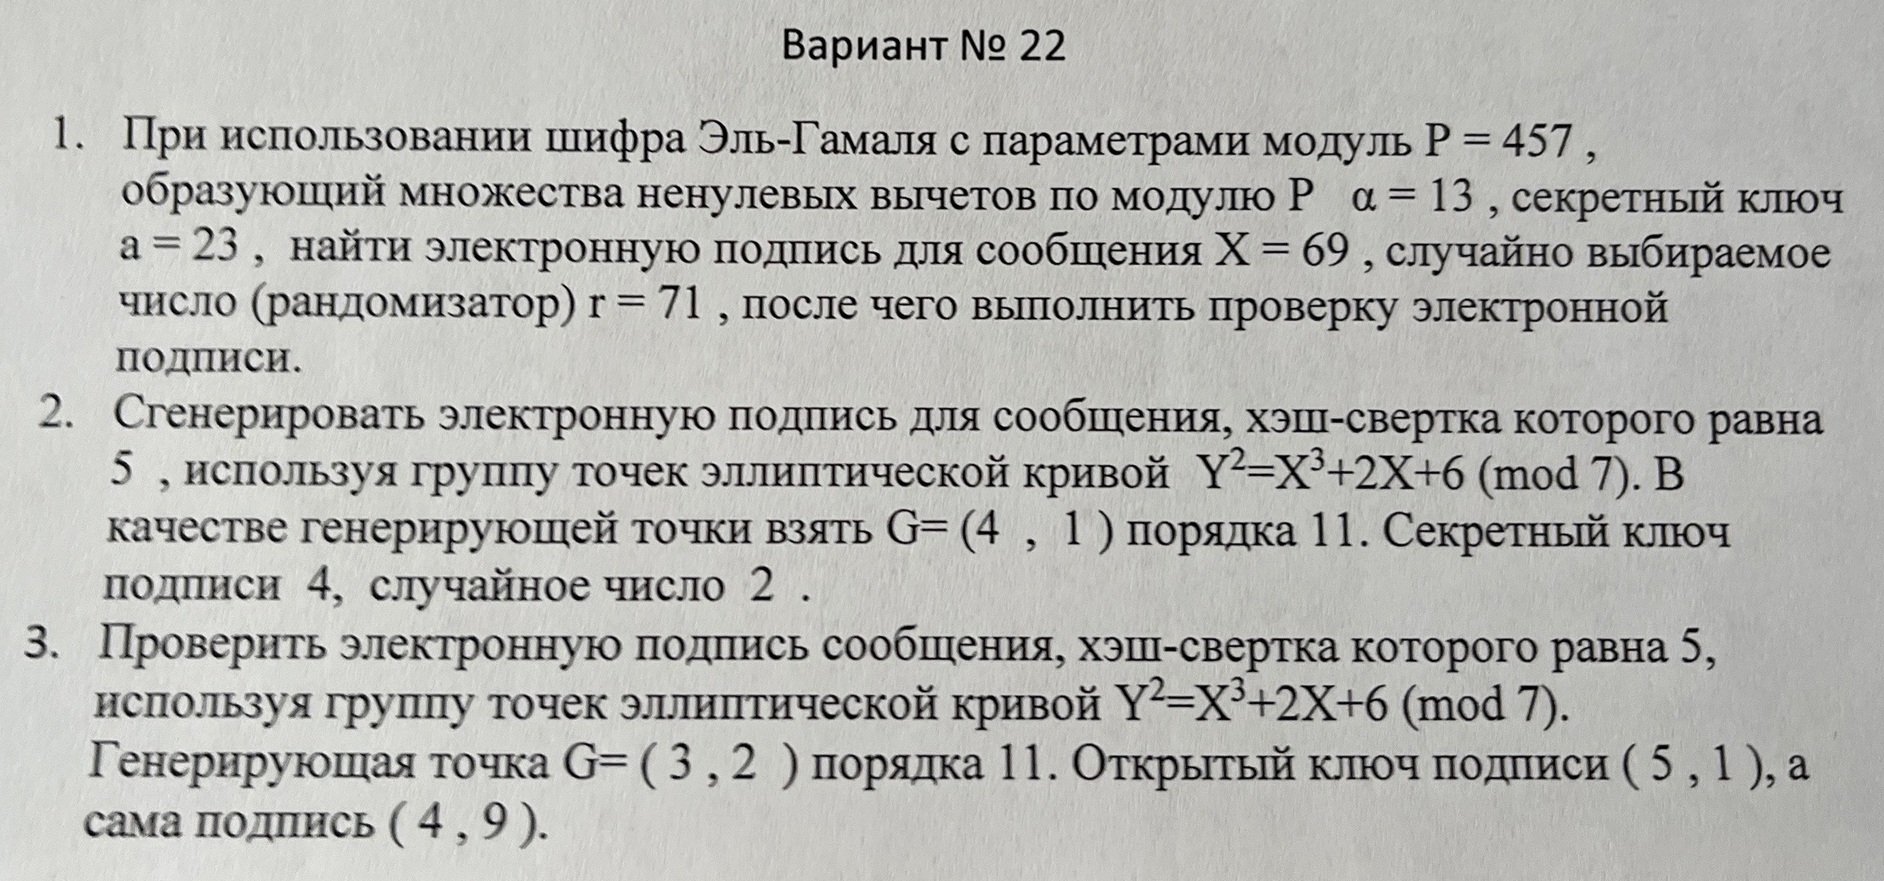 Вариант № 22
1. При использовании шифра Эль-Гамаля с параметрами модуль P = 457 ,
образующий множества ненулевых вычетов по модулю P α = 13 , секретный ключ
a = 23 , найти электронную подпись для сообщения X = 69 , случайно выбираемое
число (рандомизатор) r = 71 , после чего выполнить проверку электронной
подписи.
2. Сгенерировать электронную подпись для сообщения, хэш-свертка которого равна
5 , используя группу точек эллиптической кривой Y²=X³+2X+6 (mod 7). В
качестве генерирующей точки взять G= (4 , 1 ) порядка 11. Секретный ключ
подписи 4, случайное число 2 .
3. Проверить электронную подпись сообщения, хэш-свертка которого равна 5,
используя группу точек эллиптической кривой Y²=X³+2X+6 (mod 7).
Генерирующая точка G= ( 3 , 2 ) порядка 11. Открытый ключ подписи ( 5 , 1 ), а
сама подпись ( 4 , 9 ).